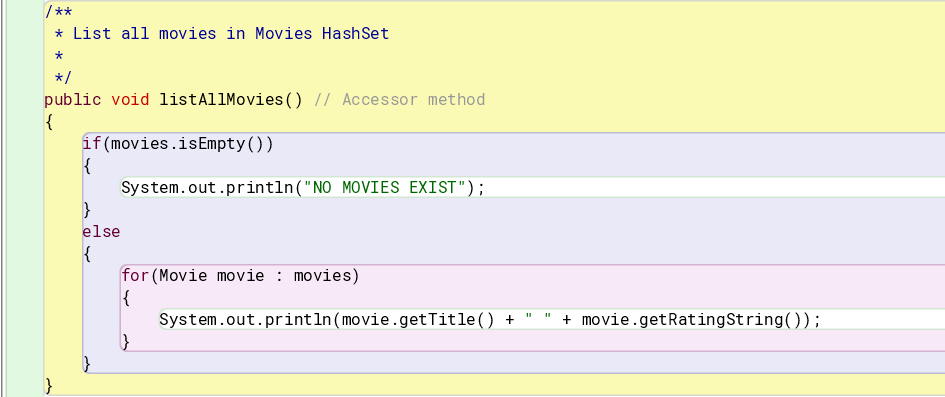 /**
 * List all movies in Movies HashSet
 *
 */
public void listAllMovies() // Accessor method
{
    if(movies.isEmpty())
    {
        System.out.println("NO MOVIES EXIST");
    }
    else
    {
        for(Movie movie : movies)
        {
            System.out.println(movie.getTitle() + " " + movie.getRatingString());
        }
    }
}